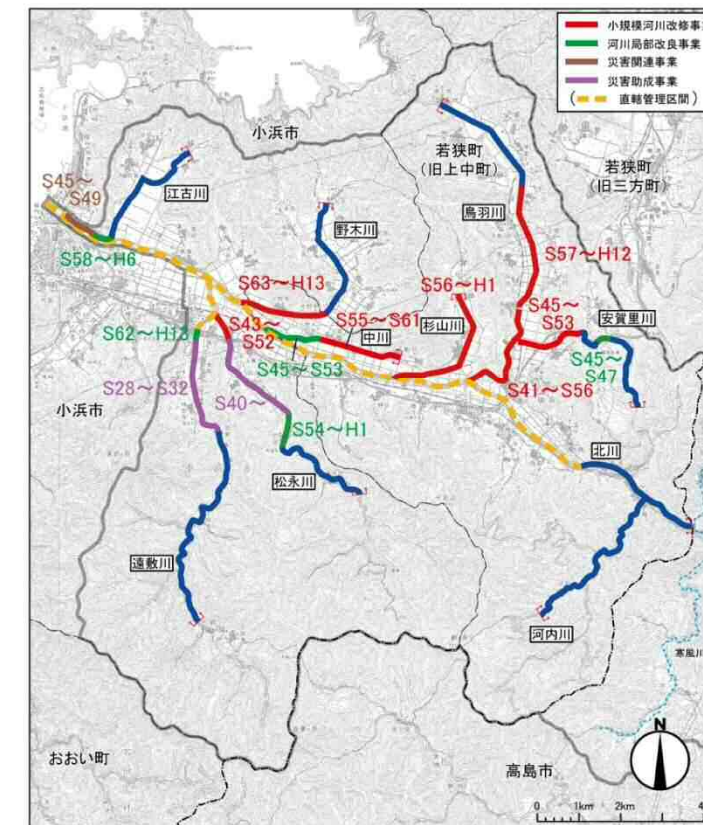 小規模河川改修事
河川局部改良事業
災害関連事業
災害助成事業
( 直轄管理区間 )
小浜市
若狭町
(旧上中町)
若狭町
(旧三方町)
S45～
S49
江古川
鳥羽川
野木川
S58～H6
S57～H12
S63～H13
S56～H1
S45～
S53
安賀里川
S62～H13
S43～
S52
S55～S61
中川
杉山川
S45～
S47
S28～S32
S45～S53
S41～S56
小浜市
S40～
S54～H1
北川
松永川
遠敷川
河内川
寒風川
おおい町
高島市
N
0 1km 2km 4